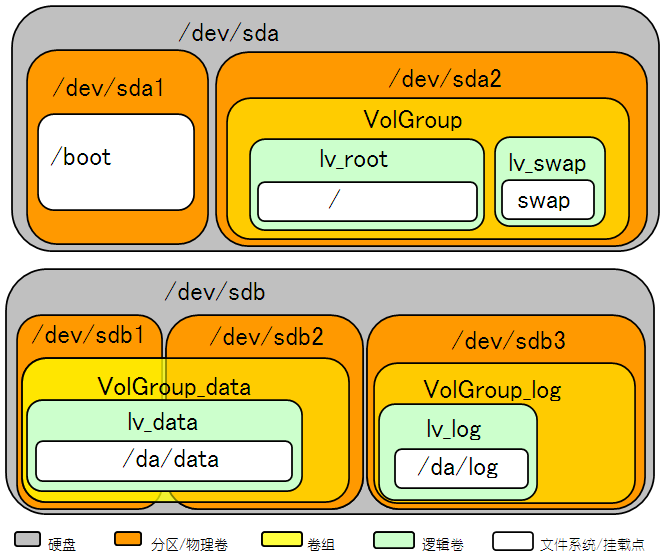 /dev/sda
/dev/sda1
/boot
/dev/sda2
VolGroup
lv_root
/
lv_swap
swap
/dev/sdb
/dev/sdb1
/dev/sdb2
VolGroup_data
lv_data
/da/data
/dev/sdb3
VolGroup_log
lv_log
/da/log
硬盘
分区/物理卷
卷组
逻辑卷
文件系统/挂载点